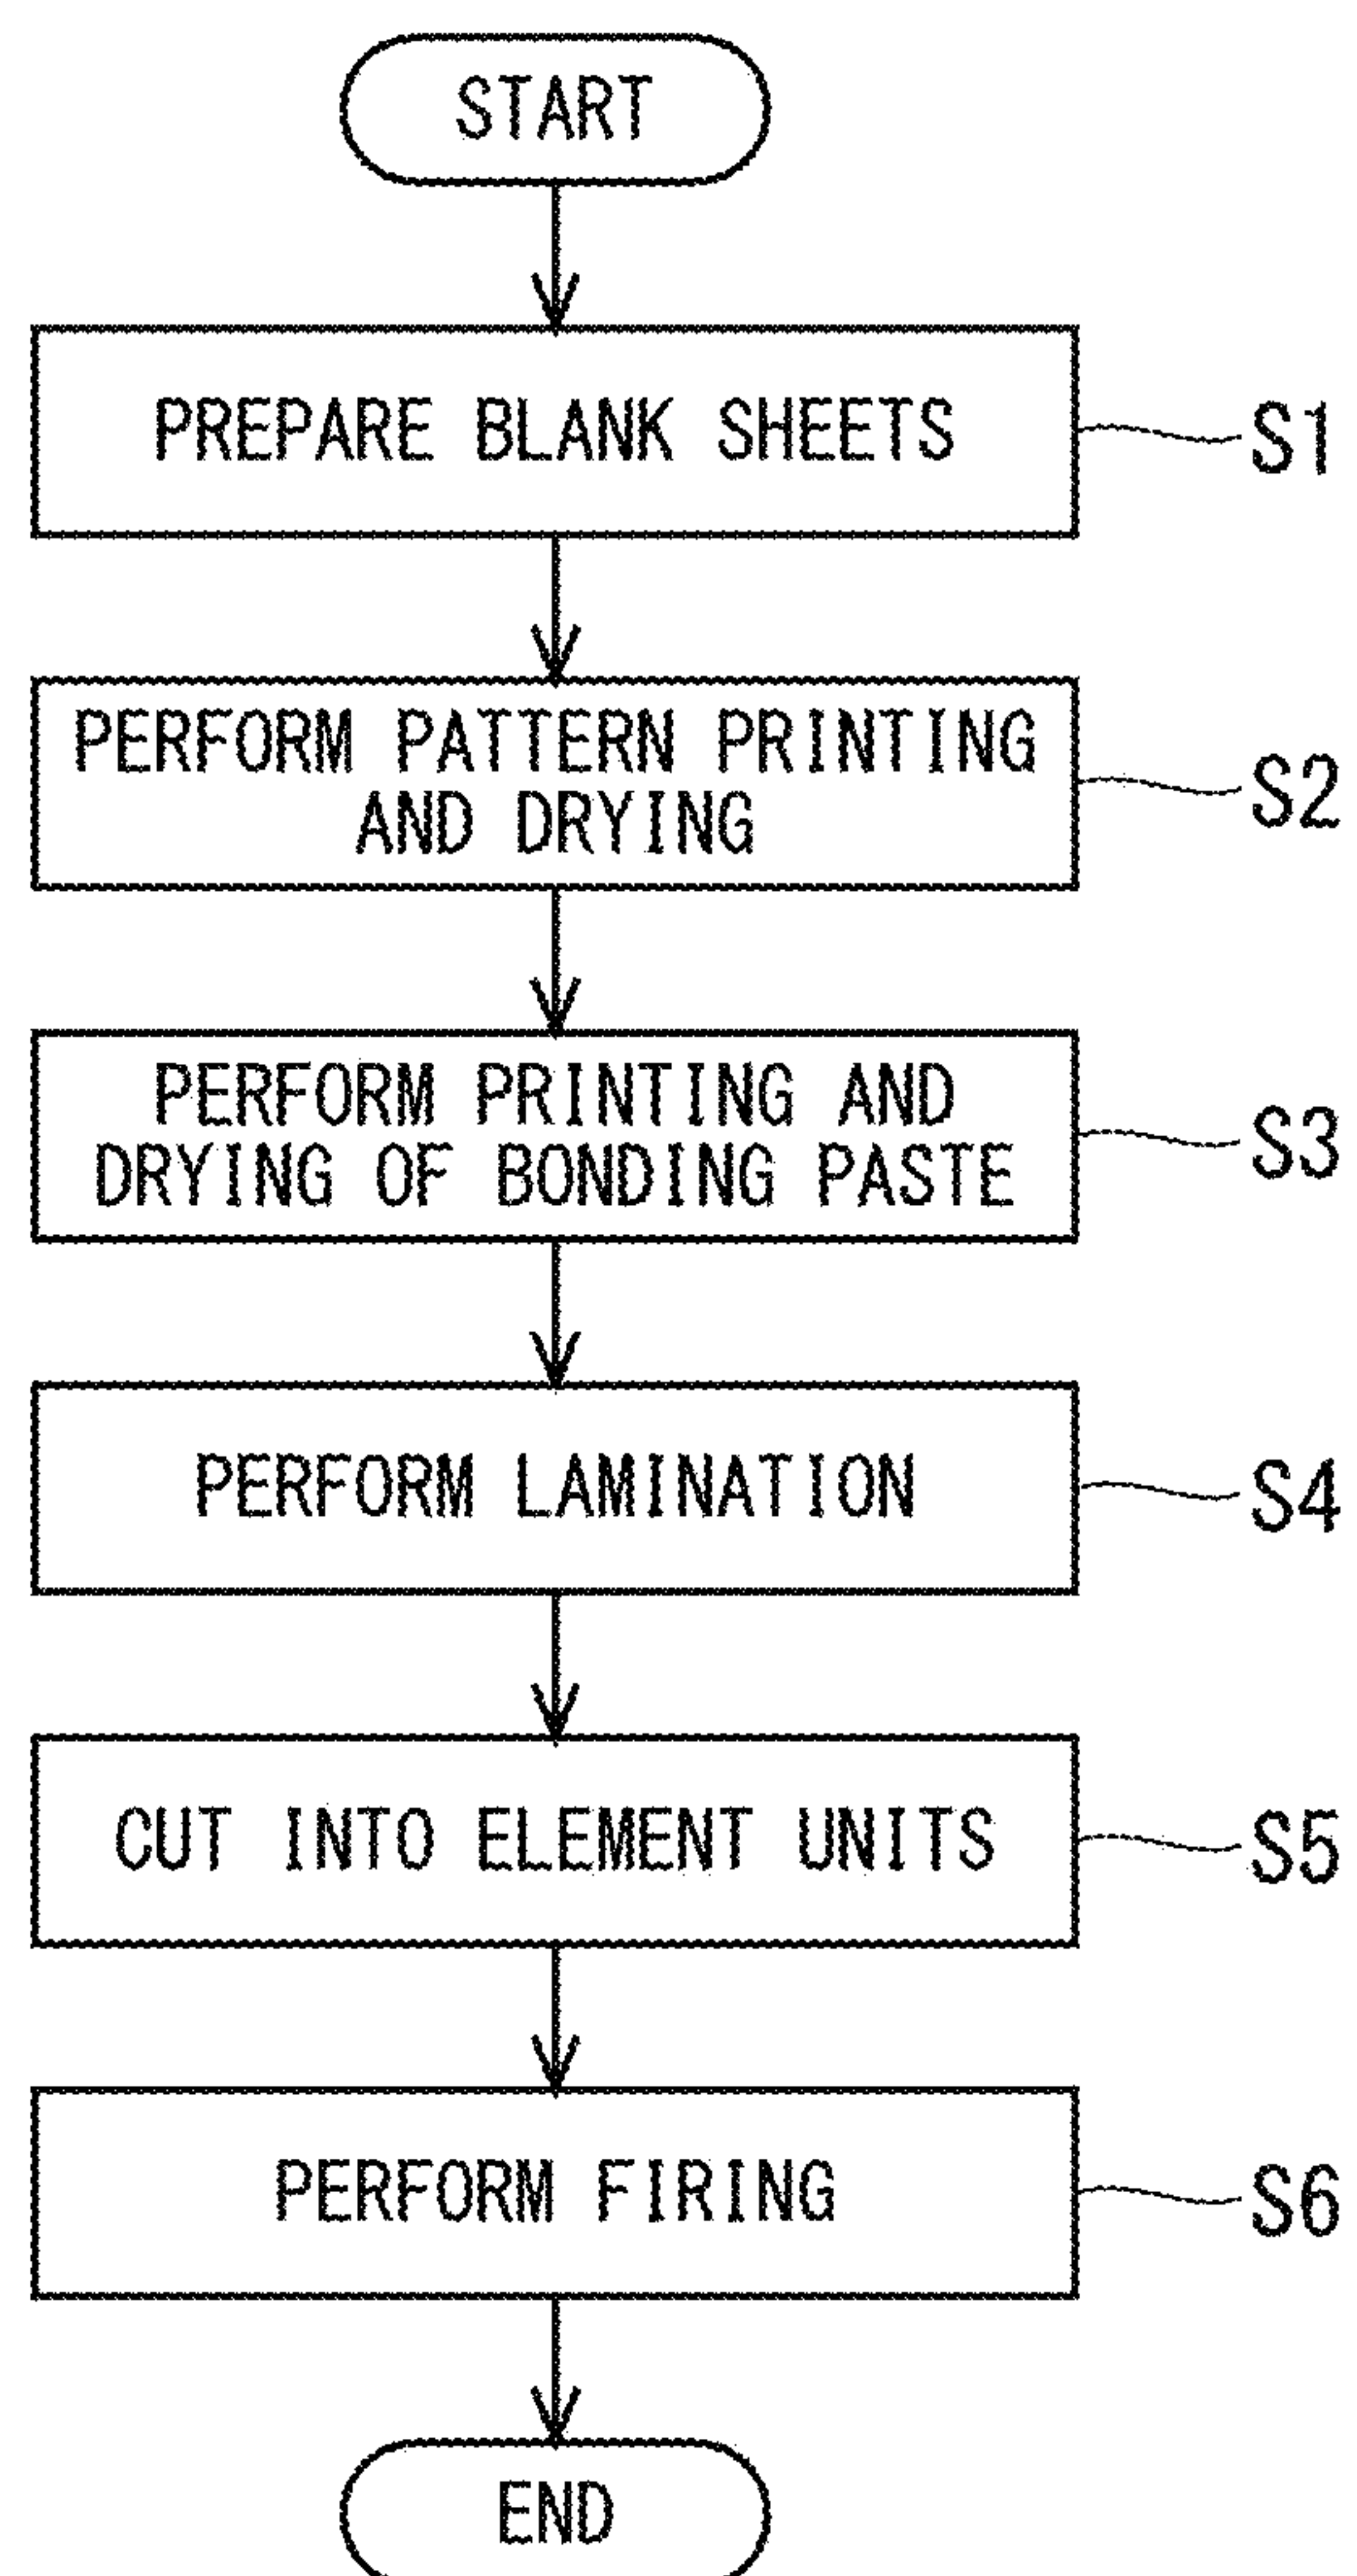 START
PREPARE BLANK SHEETS
S1
PERFORM PATTERN PRINTING
AND DRYING
S2
PERFORM PRINTING AND
DRYING OF BONDING PASTE
S3
PERFORM LAMINATION
S4
CUT INTO ELEMENT UNITS
S5
PERFORM FIRING
S6
END